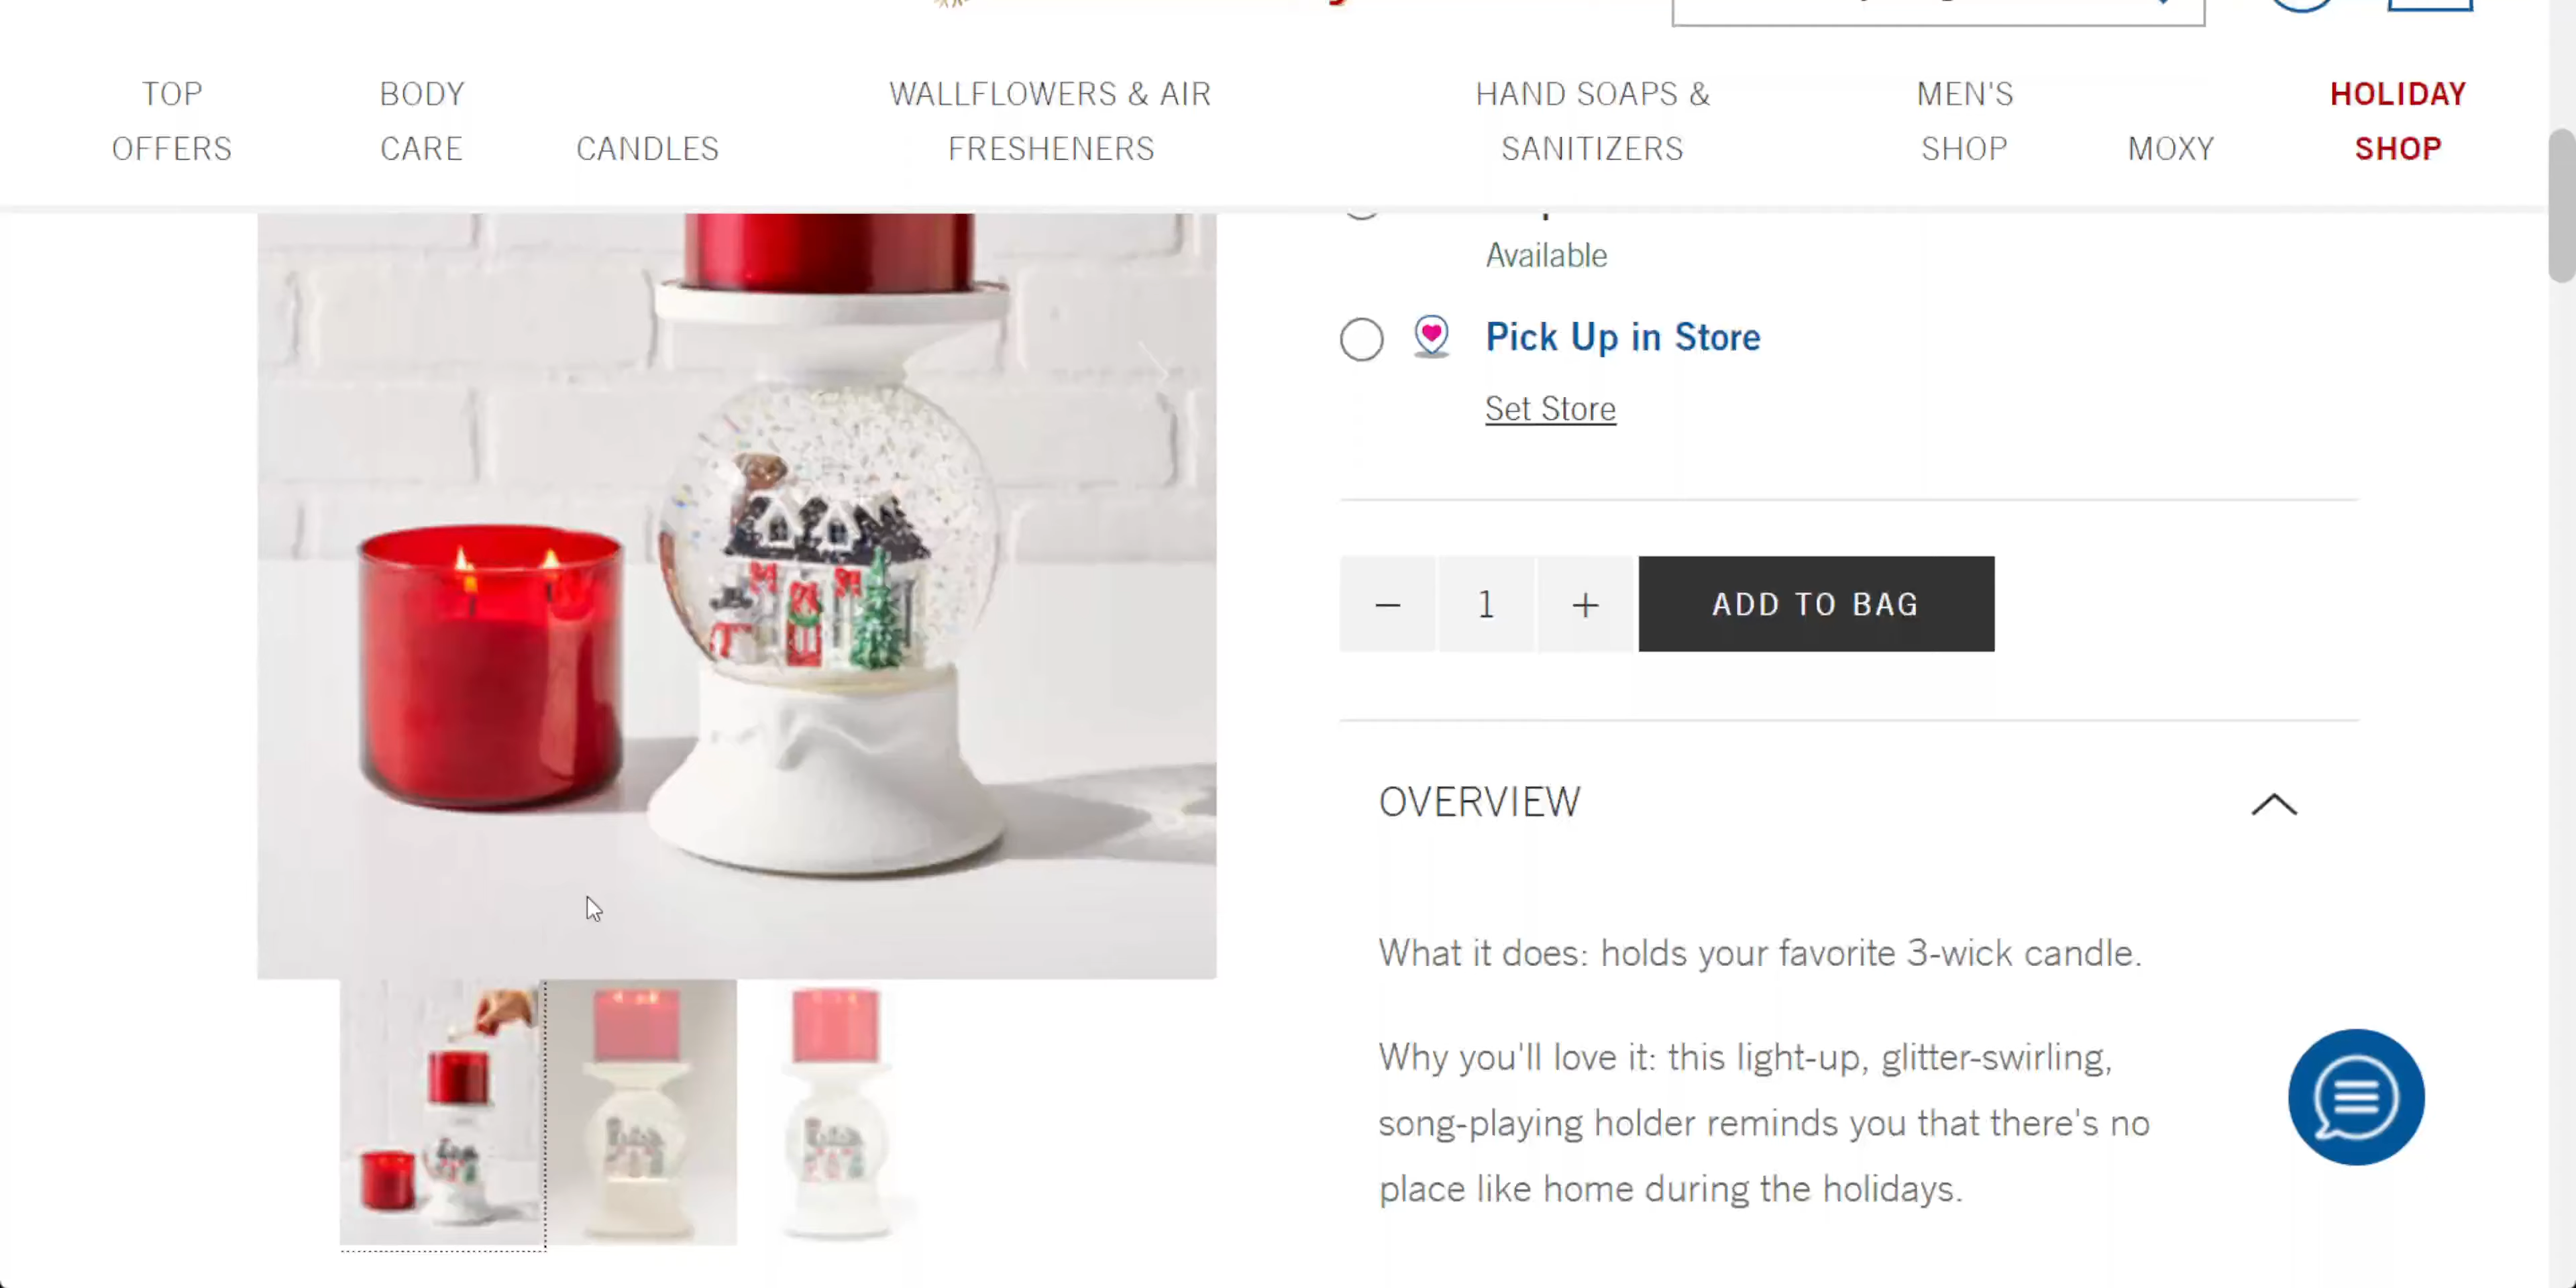 TOP
OFFERS
BODY
CARE
CANDLES
WALLFLOWERS & AIR
FRESHENERS
HAND SOAPS &
SANITIZERS
MEN'S
SHOP
MOXY
HOLIDAY
SHOP
Available
Pick Up in Store
Set Store
− 1 + ADD TO BAG
OVERVIEW
What it does: holds your favorite 3-wick candle.
Why you'll love it: this light-up, glitter-swirling,
song-playing holder reminds you that there's no
place like home during the holidays.